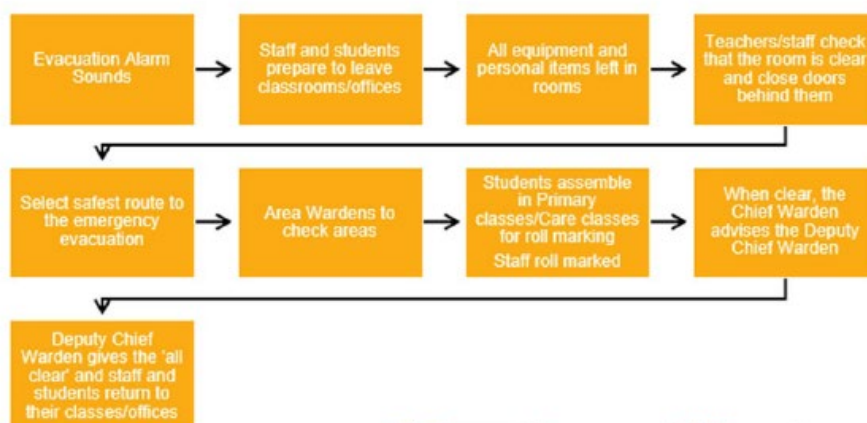 Evacuation Alarm
Sounds
Staff and students
prepare to leave
classrooms/offices
All equipment and
personal items left in
rooms
Teachers/staff check
that the room is clear
and close doors
behind them
Select safest route to
the emergency
evacuation
Area Wardens to
check areas
Students assemble
in Primary
classes/Care classes
for roll marking
Staff roll marked
When clear, the
Chief Warden
advises the Deputy
Chief Warden
Deputy Chief
Warden gives the 'all
clear' and staff and
students return to
their classes/offices